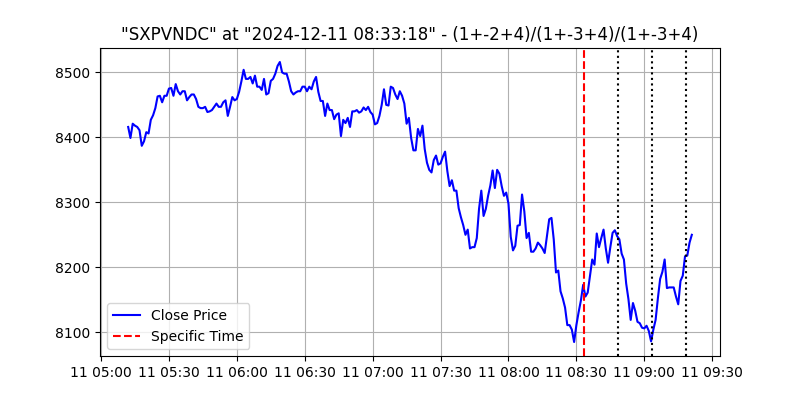 "SXPVNDC" at "2024-12-11 08:33:18" - (1+-2+4)/(1+-3+4)/(1+-3+4)
8500
8400
8300
8200
8100
Close Price
Specific Time
11 05:00 11 05:30 11 06:00 11 06:30 11 07:00 11 07:30 11 08:00 11 08:30 11 09:00 11 09:30